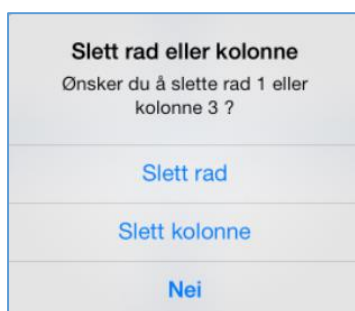 Slett rad eller kolonne
Ønsker du å slette rad 1 eller
kolonne 3 ?
Slett rad
Slett kolonne
Nei